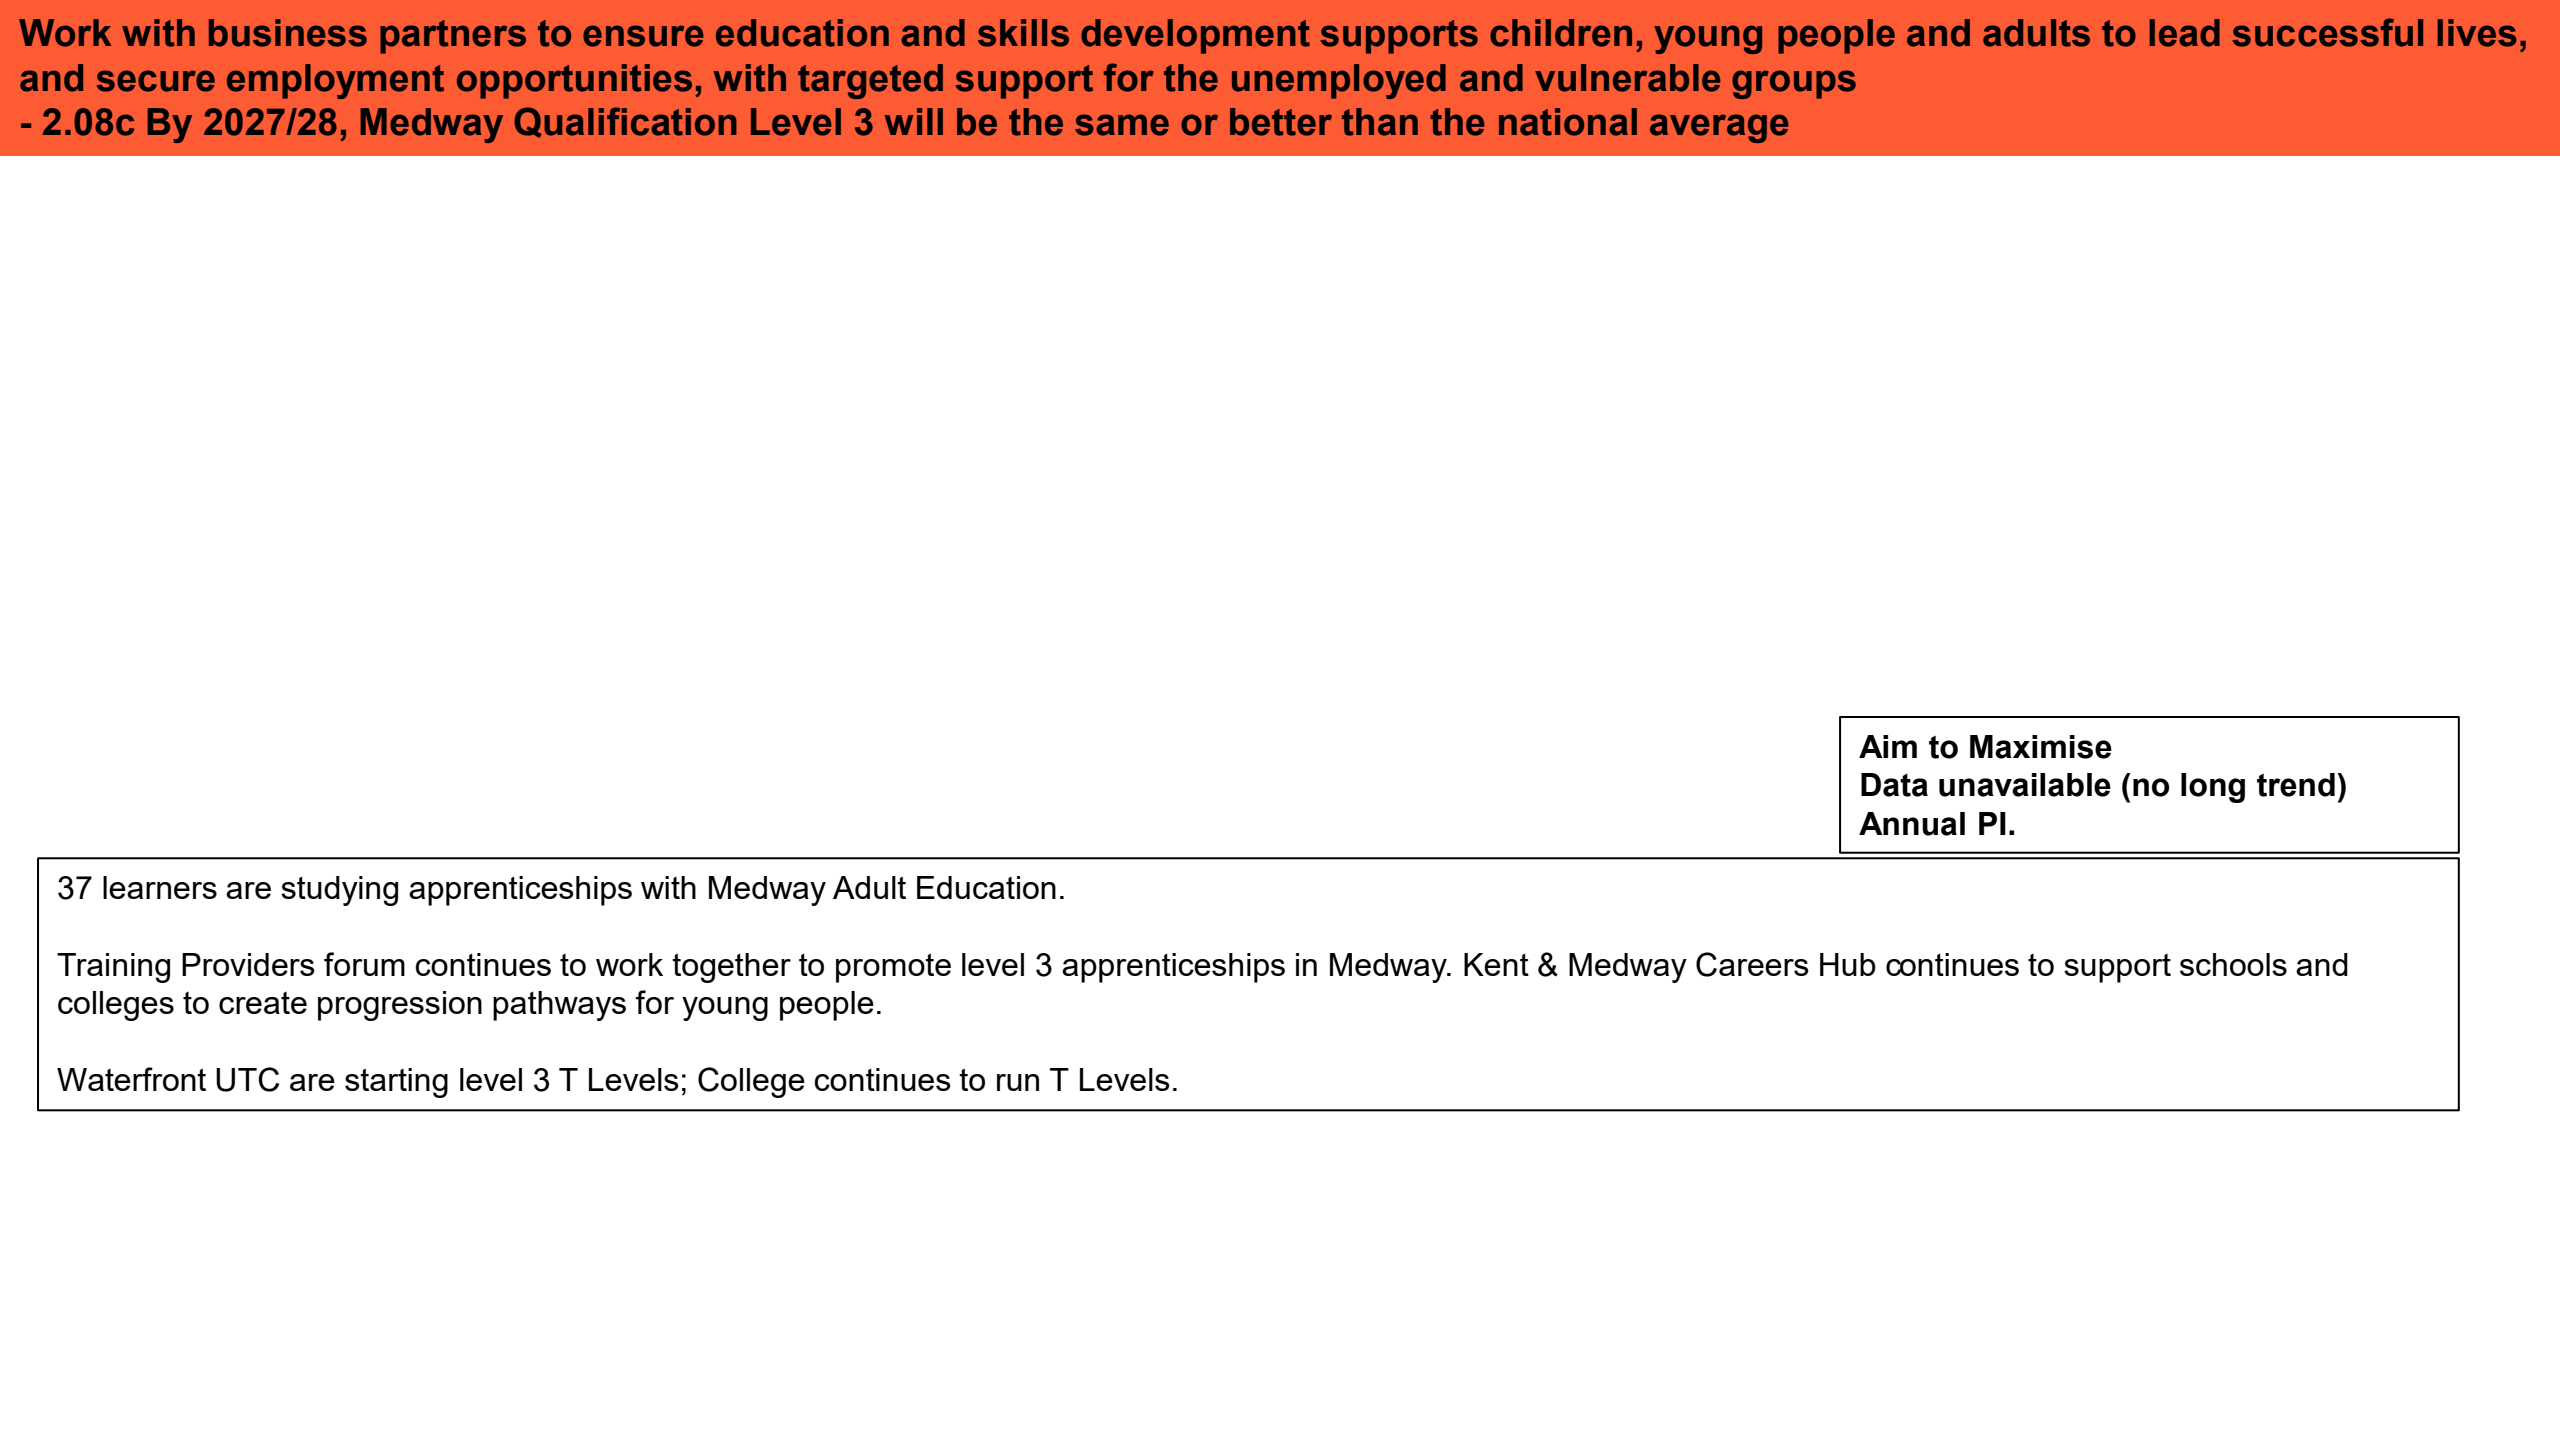 Work with business partners to ensure education and skills development supports children, young people and adults to lead successful lives,
and secure employment opportunities, with targeted support for the unemployed and vulnerable groups
- 2.08c By 2027/28, Medway Qualification Level 3 will be the same or better than the national average
Aim to Maximise
Data unavailable (no long trend)
Annual PI.
37 learners are studying apprenticeships with Medway Adult Education.
Training Providers forum continues to work together to promote level 3 apprenticeships in Medway. Kent & Medway Careers Hub continues to support schools and
colleges to create progression pathways for young people.
Waterfront UTC are starting level 3 T Levels; College continues to run T Levels.